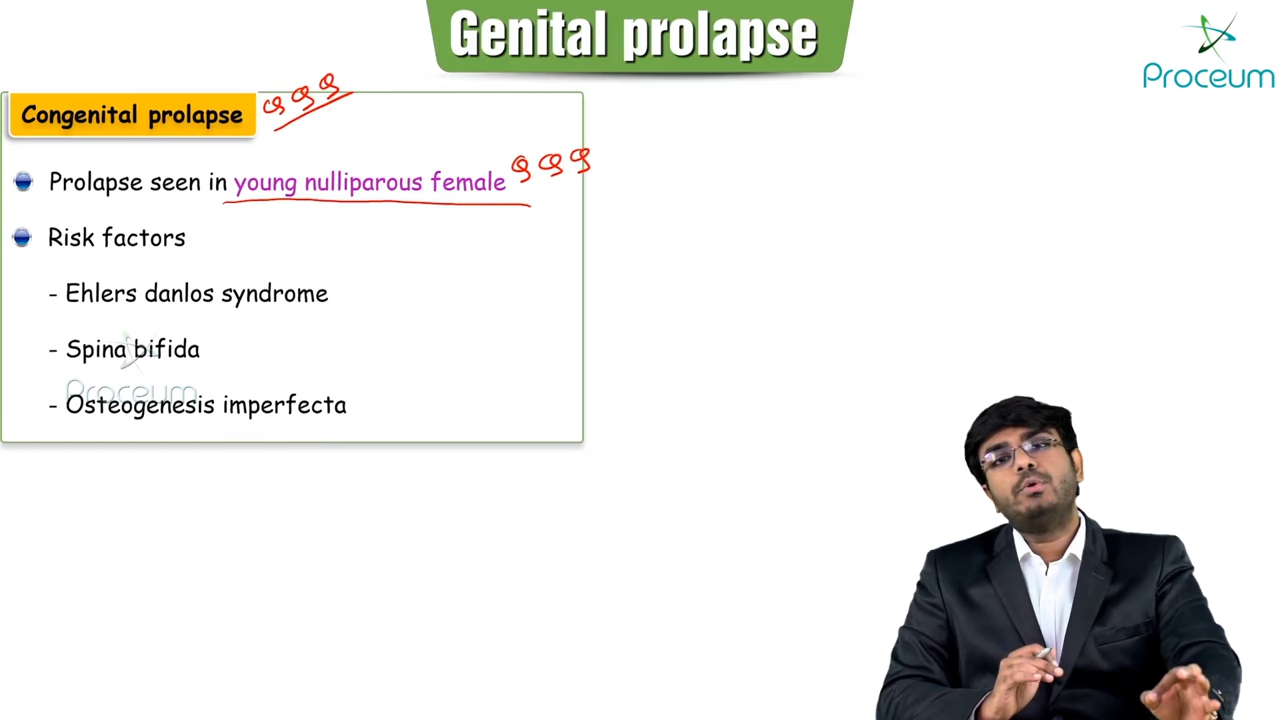 Genital prolapse
Proceum
Congenital prolapse
Prolapse seen in young nulliparous female
Risk factors
- Ehlers danlos syndrome
- Spina bifida
Proceum
- Osteogenesis imperfecta